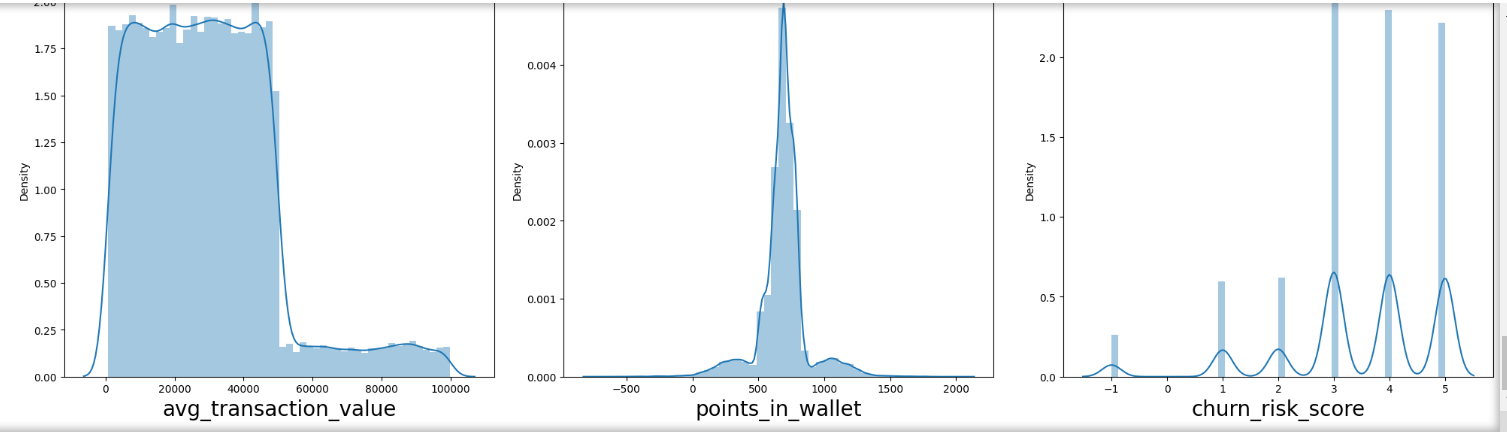 2.00
1.75
1.50
1.25
1.00
0.75
0.50
0.25
0.00
Density
0 20000 40000 60000 80000 100000
avg_transaction_value
0.004
0.003
0.002
0.001
0.000
Density
−500 0 500 1000 1500 2000
points_in_wallet
2.0
1.5
1.0
0.5
0.0
Density
−1 0 1 2 3 4 5
churn_risk_score